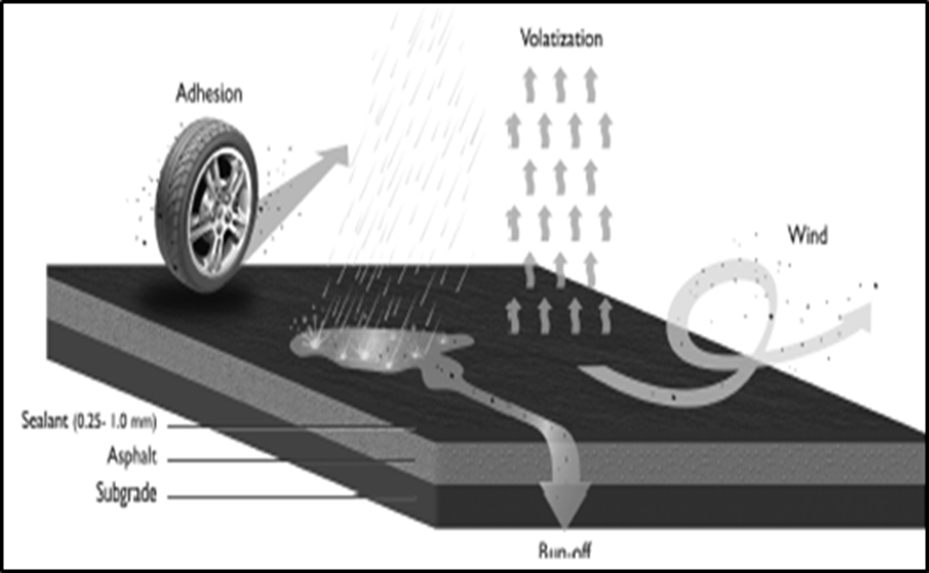 Volatization
Adhesion
Wind
Sealant (0.25- 1.0 mm)
Asphalt
Subgrade
Run-off